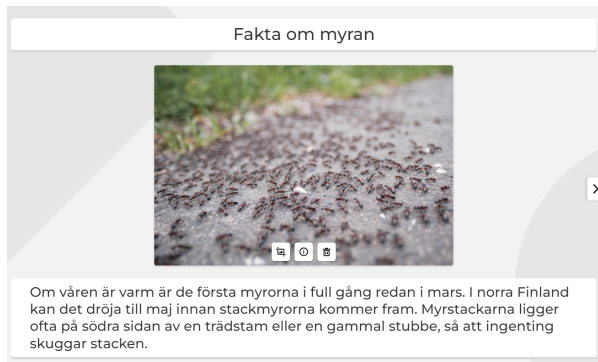 Fakta om myran
Om våren är varm är de första myrorna i full gång redan i mars. I norra Finland
kan det dröja till maj innan stackmyrorna kommer fram. Myrstackarna ligger
ofta på södra sidan av en trädstam eller en gammal stubbe, så att ingenting
skuggar stacken.